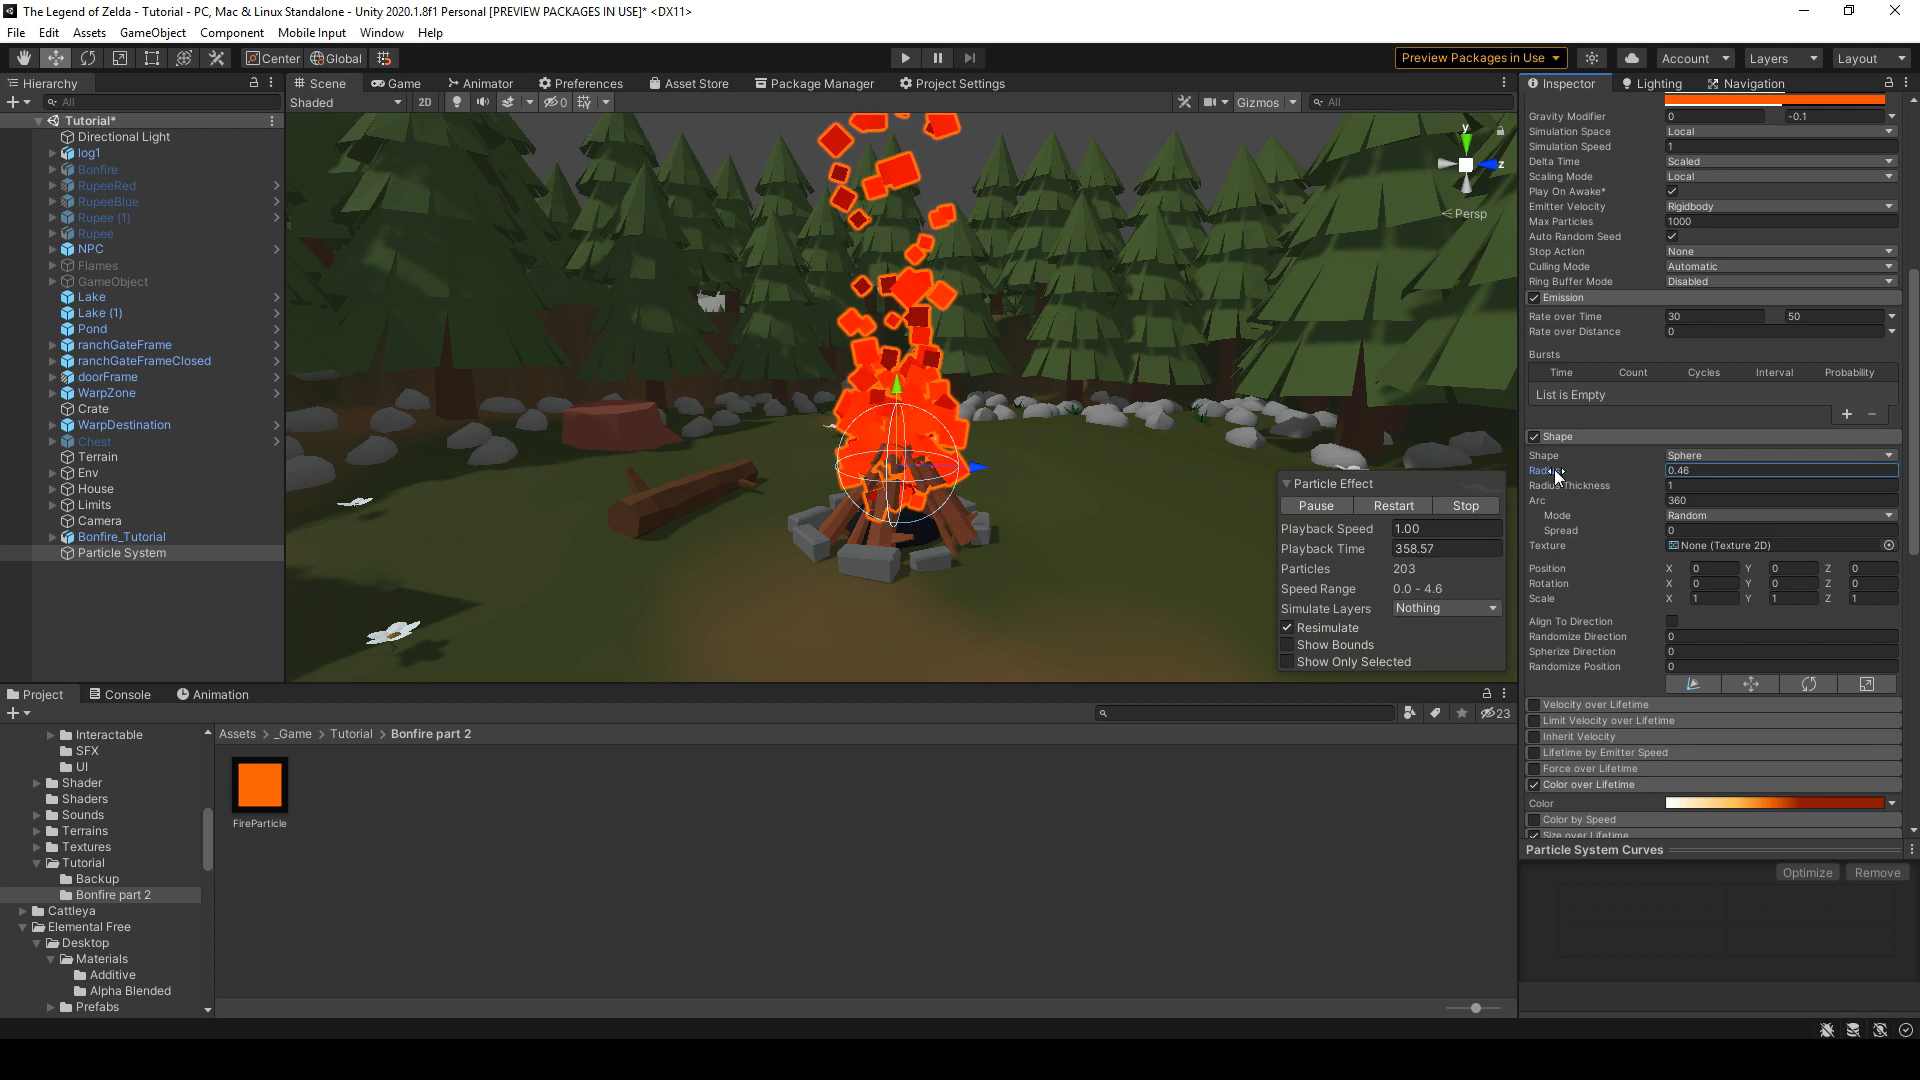 The Legend of Zelda - Tutorial - PC, Mac & Linux Standalone - Unity 2020.1.8f1 Personal [PREVIEW PACKAGES IN USE]* <DX11>
File Edit Assets GameObject Component Mobile Input Window Help
Center Global Preview Packages in Use Account Layers Layout
Hierarchy
All
Tutorial*
Directional Light
log1
Bonfire
RupeeRed
RupeeBlue
Rupee (1)
Rupee
NPC
Flames
GameObject
Lake
Lake (1)
Pond
ranchGateFrame
ranchGateFrameClosed
doorFrame
WarpZone
Crate
WarpDestination
Chest
Terrain
Env
House
Limits
Camera
Bonfire_Tutorial
Particle System
Scene Game Animator Preferences Asset Store Package Manager Project Settings
Shaded 2D 0 Gizmos All
y
z
Persp
Particle Effect
Pause Restart Stop
Playback Speed 1.00
Playback Time 358.57
Particles 203
Speed Range 0.0 - 4.6
Simulate Layers Nothing
Resimulate
Show Bounds
Show Only Selected
Inspector Lighting Navigation
Gravity Modifier 0 -0.1
Simulation Space Local
Simulation Speed 1
Delta Time Scaled
Scaling Mode Local
Play On Awake*
Emitter Velocity Rigidbody
Max Particles 1000
Auto Random Seed
Stop Action None
Culling Mode Automatic
Ring Buffer Mode Disabled
Emission
Rate over Time 30 50
Rate over Distance 0
Bursts
Time Count Cycles Interval Probability
List is Empty
Shape
Shape Sphere
Radius 0.46
Radius Thickness 1
Arc 360
Mode Random
Spread 0
Texture None (Texture 2D)
Position X 0 Y 0 Z 0
Rotation X 0 Y 0 Z 0
Scale X 1 Y 1 Z 1
Align To Direction
Randomize Direction 0
Spherize Direction 0
Randomize Position 0
Velocity over Lifetime
Limit Velocity over Lifetime
Inherit Velocity
Lifetime by Emitter Speed
Force over Lifetime
Color over Lifetime
Color
Color by Speed
Size over Lifetime
Particle System Curves
Optimize Remove
Project Console Animation
23
Interactable
SFX
UI
Shader
Shaders
Sounds
Terrains
Textures
Tutorial
Backup
Bonfire part 2
Cattleya
Elemental Free
Desktop
Materials
Additive
Alpha Blended
Prefabs
Assets > _Game > Tutorial > Bonfire part 2
FireParticle